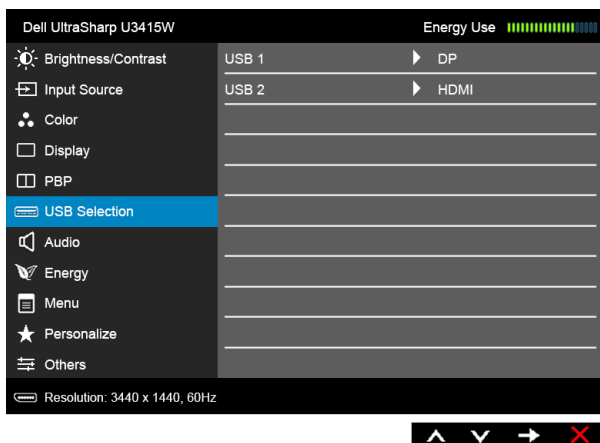 Dell UltraSharp U3415W Energy Use
Brightness/Contrast USB 1 DP
Input Source USB 2 HDMI
Color
Display
PBP
USB Selection
Audio
Energy
Menu
Personalize
Others
Resolution: 3440 x 1440, 60Hz